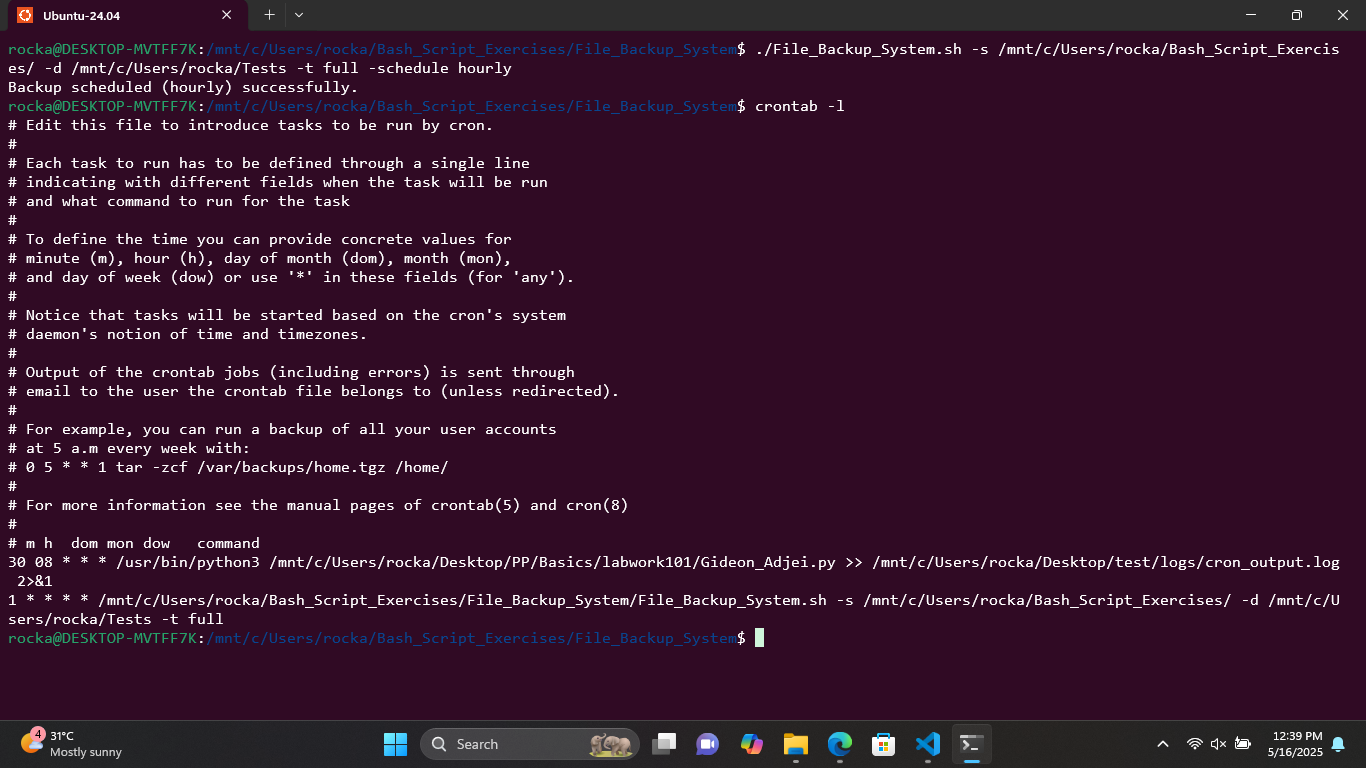 Ubuntu-24.04
rocka@DESKTOP-MVTFF7K:/mnt/c/Users/rocka/Bash_Script_Exercises/File_Backup_System$ ./File_Backup_System.sh -s /mnt/c/Users/rocka/Bash_Script_Exercis
es/ -d /mnt/c/Users/rocka/Tests -t full -schedule hourly
Backup scheduled (hourly) successfully.
rocka@DESKTOP-MVTFF7K:/mnt/c/Users/rocka/Bash_Script_Exercises/File_Backup_System$ crontab -l
# Edit this file to introduce tasks to be run by cron.
#
# Each task to run has to be defined through a single line
# indicating with different fields when the task will be run
# and what command to run for the task
#
# To define the time you can provide concrete values for
# minute (m), hour (h), day of month (dom), month (mon),
# and day of week (dow) or use '*' in these fields (for 'any').
#
# Notice that tasks will be started based on the cron's system
# daemon's notion of time and timezones.
#
# Output of the crontab jobs (including errors) is sent through
# email to the user the crontab file belongs to (unless redirected).
#
# For example, you can run a backup of all your user accounts
# at 5 a.m every week with:
# 0 5 * * 1 tar -zcf /var/backups/home.tgz /home/
#
# For more information see the manual pages of crontab(5) and cron(8)
#
# m h  dom mon dow   command
30 08 * * * /usr/bin/python3 /mnt/c/Users/rocka/Desktop/PP/Basics/labwork101/Gideon_Adjei.py >> /mnt/c/Users/rocka/Desktop/test/logs/cron_output.log
 2>&1
1 * * * * /mnt/c/Users/rocka/Bash_Script_Exercises/File_Backup_System/File_Backup_System.sh -s /mnt/c/Users/rocka/Bash_Script_Exercises/ -d /mnt/c/U
sers/rocka/Tests -t full
rocka@DESKTOP-MVTFF7K:/mnt/c/Users/rocka/Bash_Script_Exercises/File_Backup_System$
4
31°C
Mostly sunny
Search
12:39 PM
5/16/2025